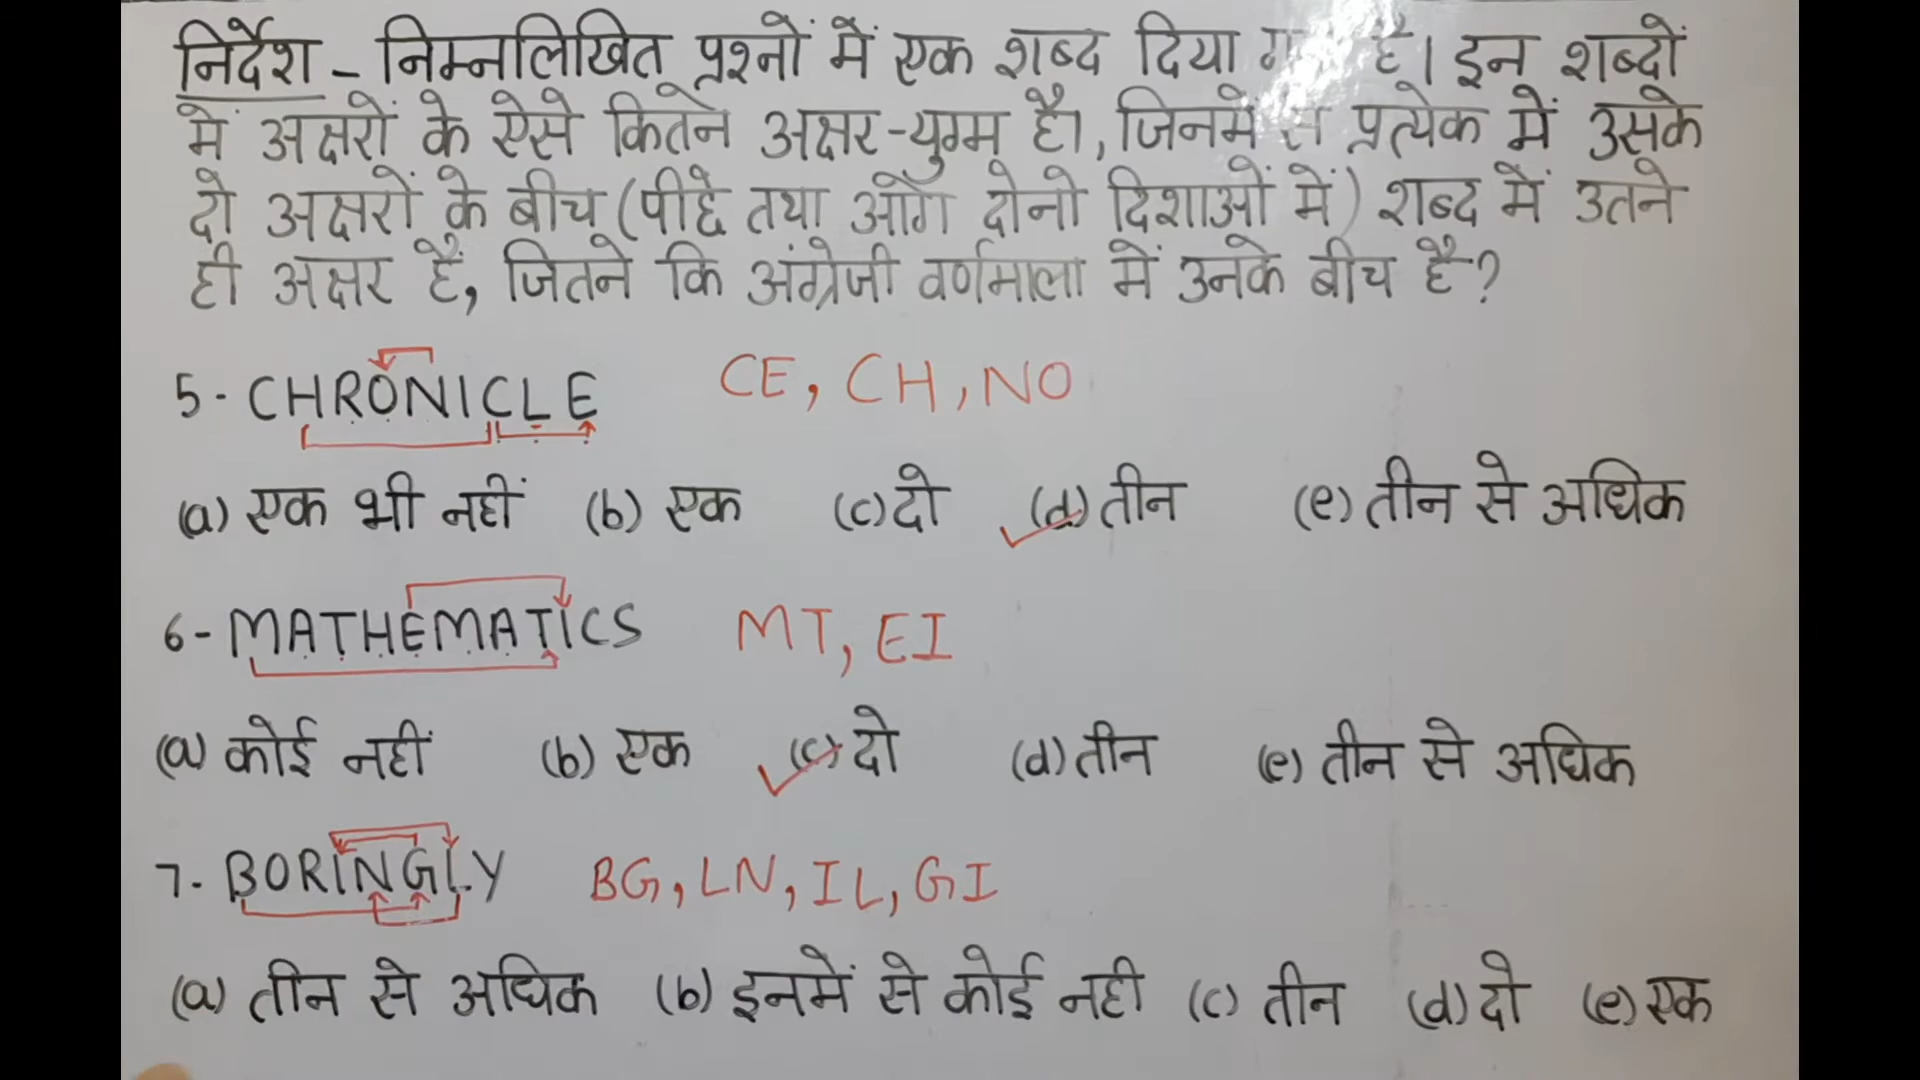 निर्देश - निम्नलिखित प्रश्नों में एक शब्द दिया है। इन शब्दों
में अक्षरों के ऐसे कितने अक्षर-युग्म है, जिनमें प्रत्येक में उसके
दो अक्षरों के बीच (पीछे तथा आगे दोनो दिशाओं में) शब्द में उतने
ही अक्षर हैं, जितने कि अंग्रेजी वर्णमाला में उनके बीच है?
5- CHRONICLE CE, CH, NO
(a) एक भी नहीं (b) एक (c) दो (d) तीन (e) तीन से अधिक
6- MATHEMATICS MT, EI
(a) कोई नहीं (b) एक (c) दो (d) तीन (e) तीन से अधिक
7- BORINGLY BG, LN, IL, GI
(a) तीन से अधिक (b) इनमें से कोई नही (c) तीन (d) दो (e) एक